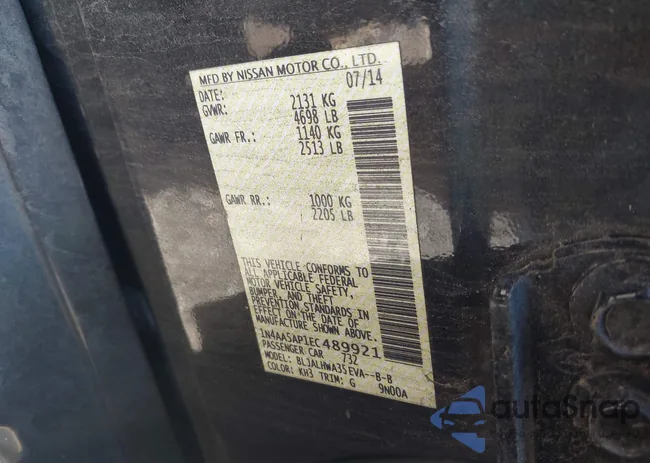 MFD BY NISSAN MOTOR CO., LTD.
DATE: 07/14
GVWR: 2131 KG
4698 LB
GAWR FR.: 1140 KG
2513 LB
GAWR RR.: 1000 KG
2205 LB
THIS VEHICLE CONFORMS TO
ALL APPLICABLE FEDERAL
MOTOR VEHICLE SAFETY,
BUMPER, AND THEFT
PREVENTION STANDARDS IN
EFFECT ON THE DATE OF
MANUFACTURE SHOWN ABOVE.
1N4AA5AP1EC489921
PASSENGER CAR 732
MODEL: BLJALHWA35EVA--B-B
COLOR: KH3 TRIM: G 9N00A
autoSnap